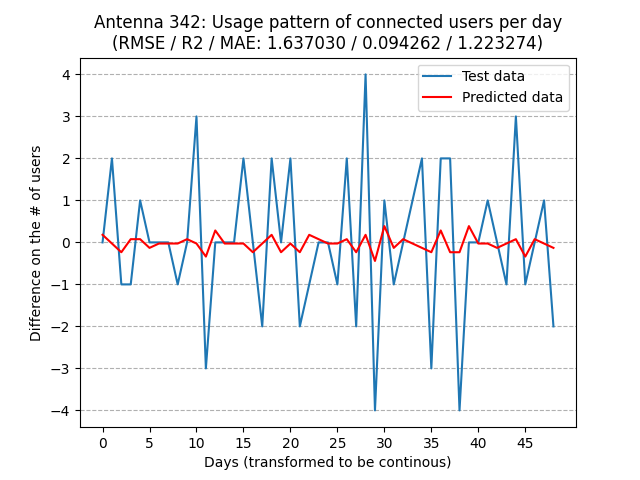 Antenna 342: Usage pattern of connected users per day
(RMSE / R2 / MAE: 1.637030 / 0.094262 / 1.223274)
Test data
Predicted data
Difference on the # of users
4
3
2
1
0
−1
−2
−3
−4
0 5 10 15 20 25 30 35 40 45
Days (transformed to be continous)